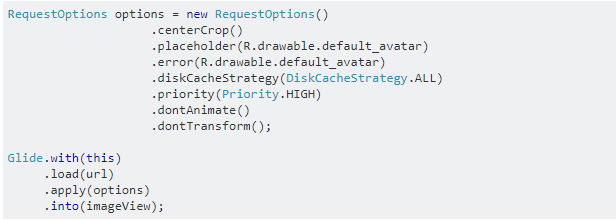 RequestOptions options = new RequestOptions()
.centerCrop()
.placeholder(R.drawable.default_avatar)
.error(R.drawable.default_avatar)
.diskCacheStrategy(DiskCacheStrategy.ALL)
.priority(Priority.HIGH)
.dontAnimate()
.dontTransform();
Glide.with(this)
.load(url)
.apply(options)
.into(imageView);